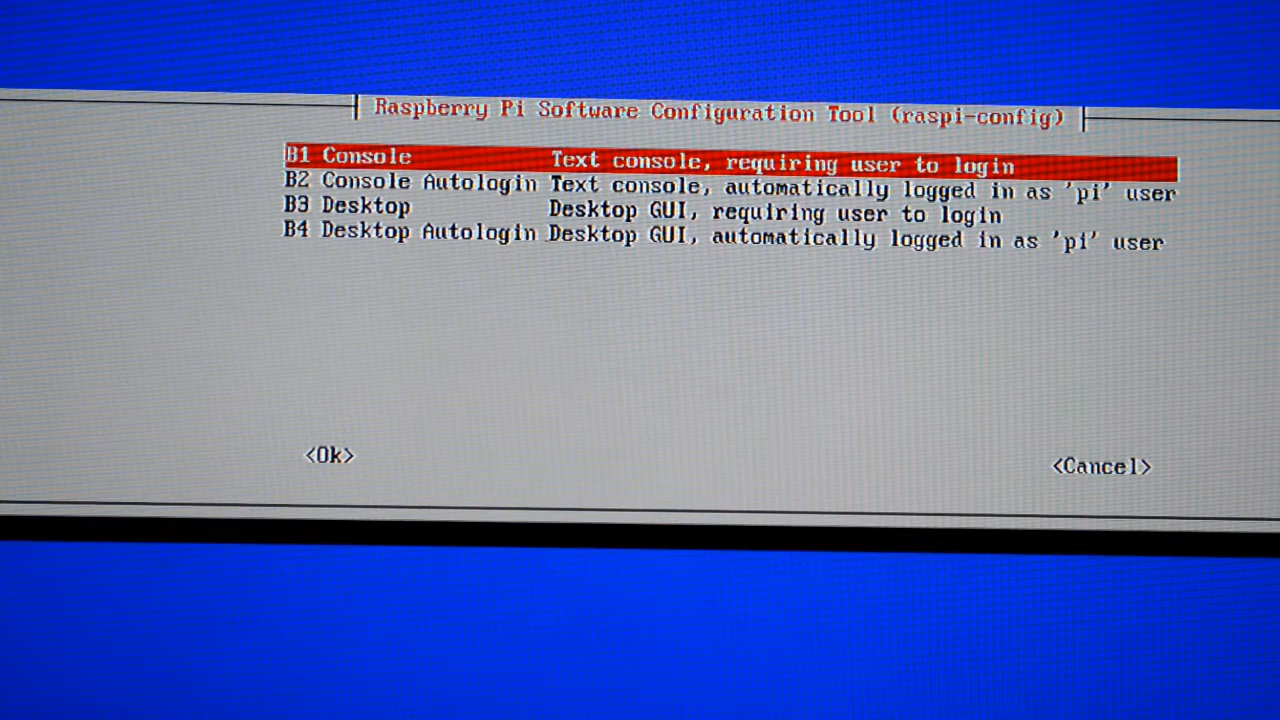 Raspberry Pi Software Configuration Tool (raspi-config)
B1 Console Text console, requiring user to login
B2 Console Autologin Text console, automatically logged in as 'pi' user
B3 Desktop Desktop GUI, requiring user to login
B4 Desktop Autologin Desktop GUI, automatically logged in as 'pi' user
<Ok> <Cancel>